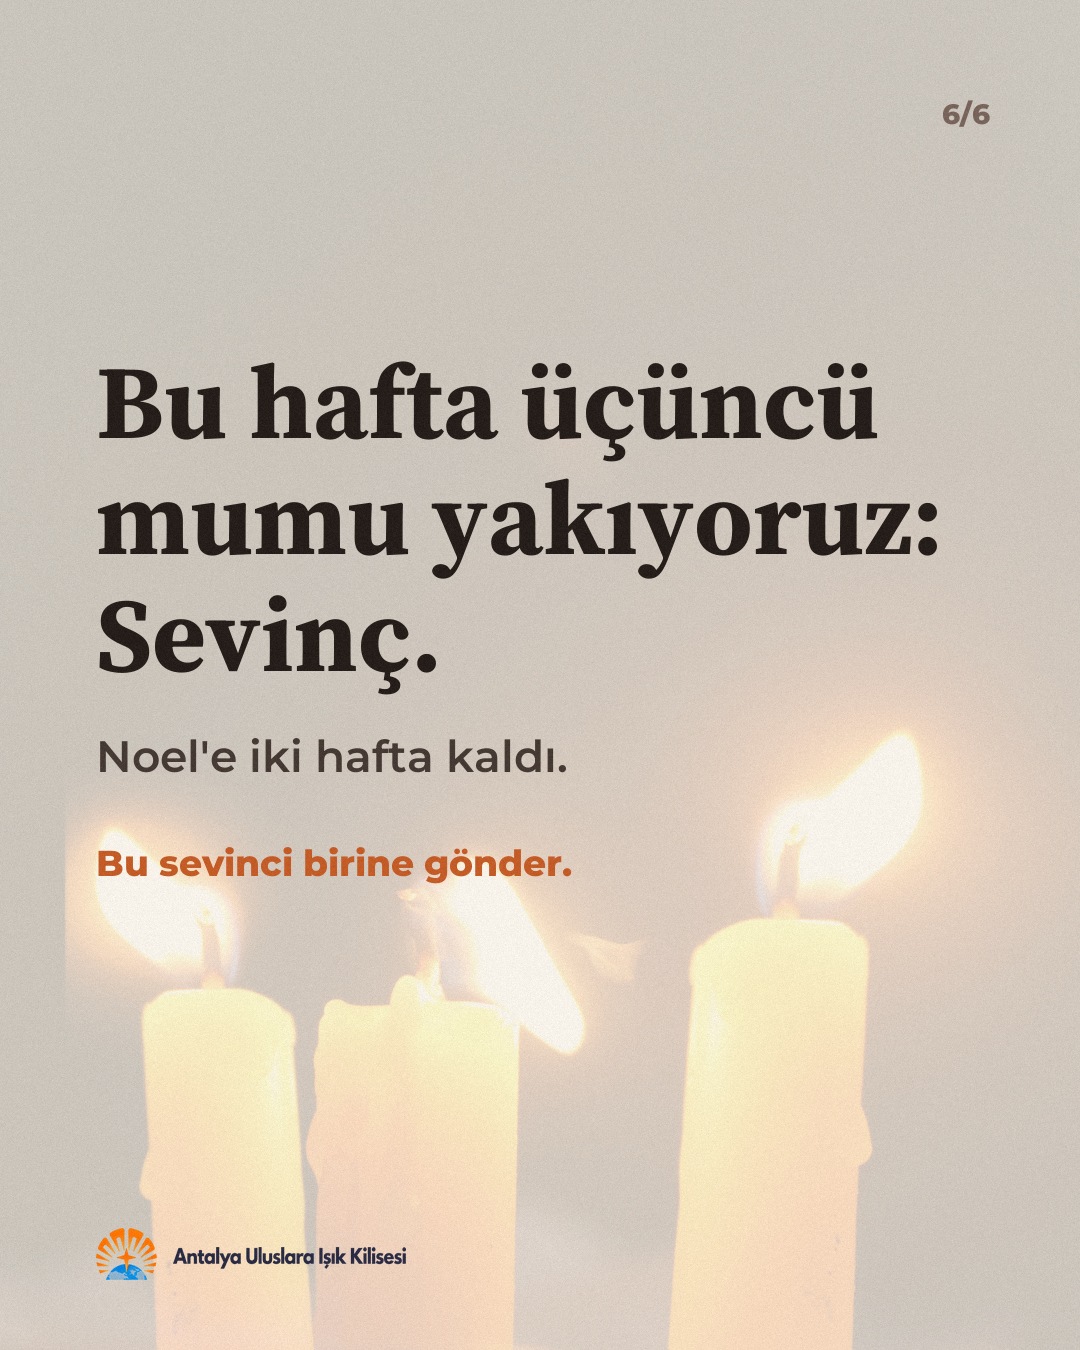 6/6
Bu hafta üçüncü
mumu yakıyoruz:
Sevinç.
Noel'e iki hafta kaldı.
Bu sevinci birine gönder.
Antalya Uluslara Işık Kilisesi